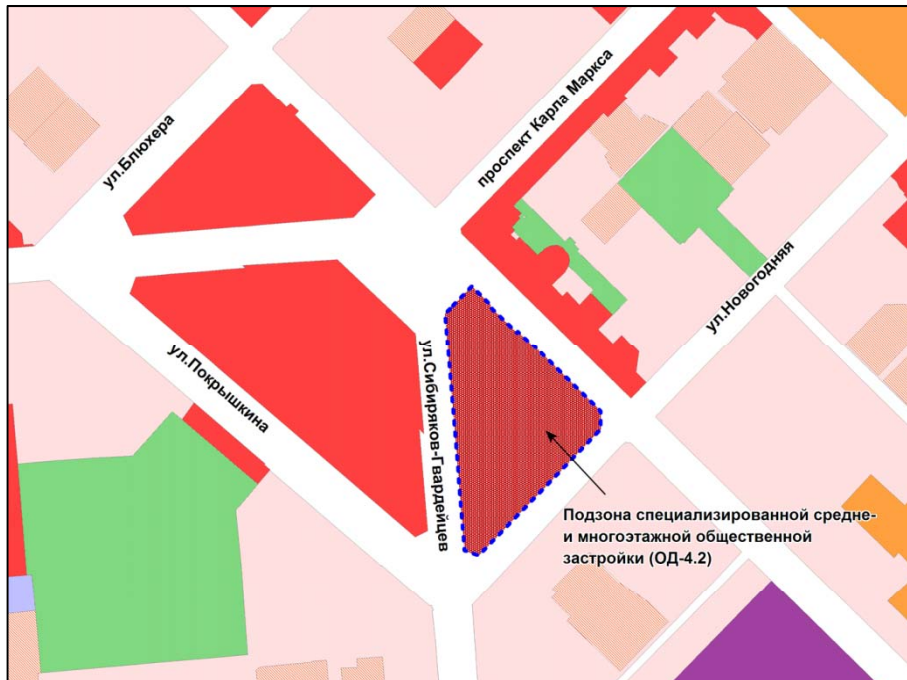 ул.Блюхера
проспект Карла Маркса
ул.Новогодняя
ул.Покрышкина
ул.Сибиряков-Гвардейцев
Подзона специализированной средне-
и многоэтажной общественной
застройки (ОД-4.2)